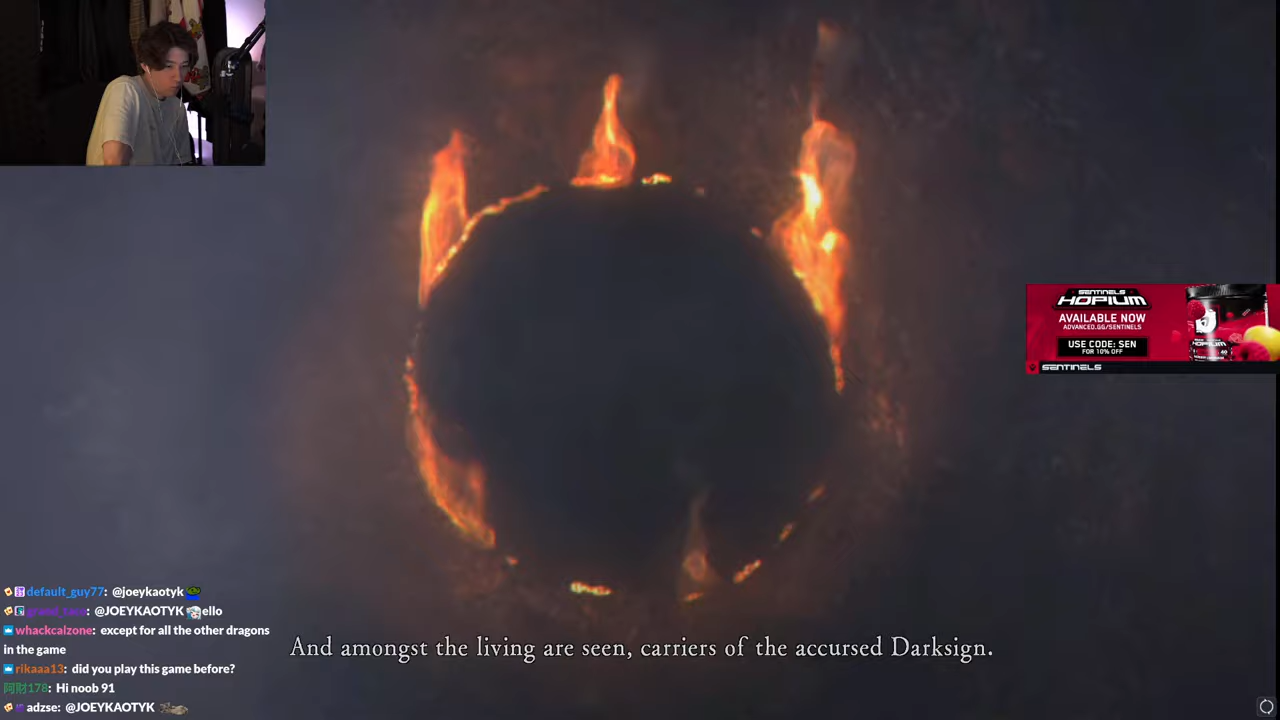 SENTINELS
HOPIUM
AVAILABLE NOW
ADVANCED.GG/SENTINELS
USE CODE: SEN
FOR 10% OFF
SENTINELS
default_guy77: @joeykaotyk
: @JOEYKAOTYK ello
whackcalzone: except for all the other dragons
in the game
rikaaa13: did you play this game before?
阿財178: Hi noob 91
adzse: @JOEYKAOTYK
And amongst the living are seen, carriers of the accursed Darksign.